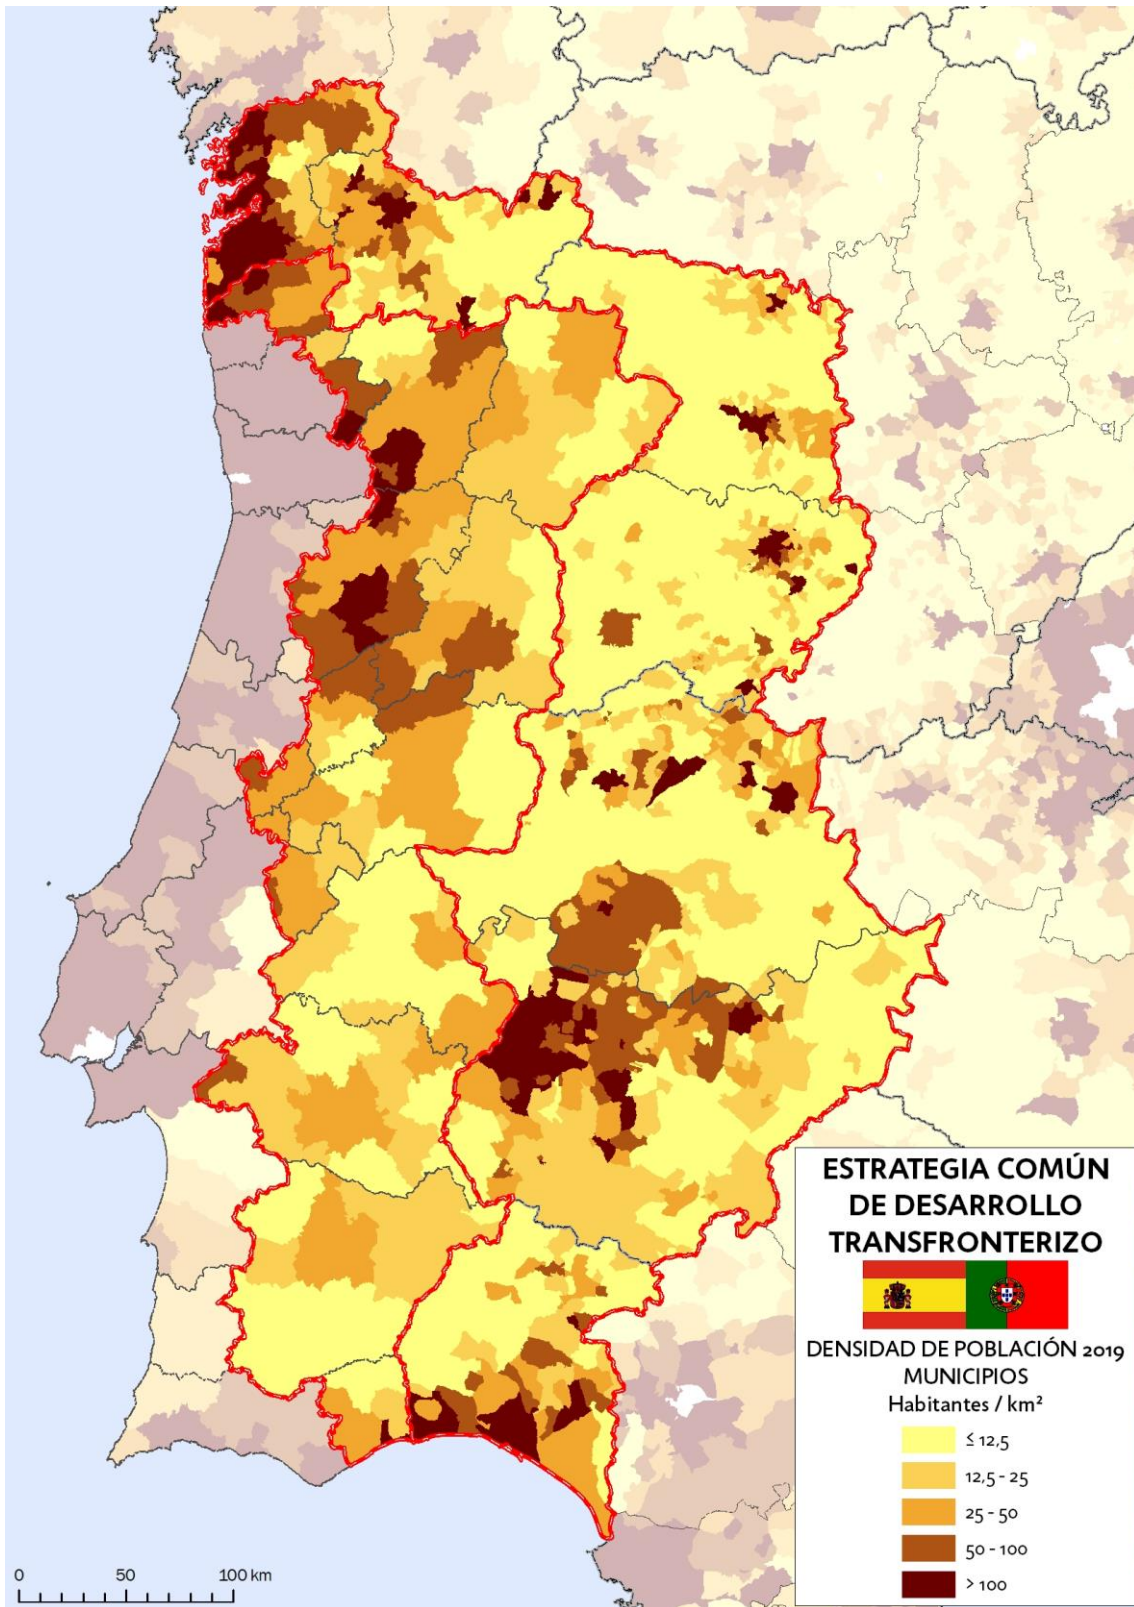 ESTRATEGIA COMÚN
DE DESARROLLO
TRANSFRONTERIZO
DENSIDAD DE POBLACIÓN 2019
MUNICIPIOS
Habitantes / km²
≤ 12,5
12,5 - 25
25 - 50
50 - 100
> 100
0 50 100 km